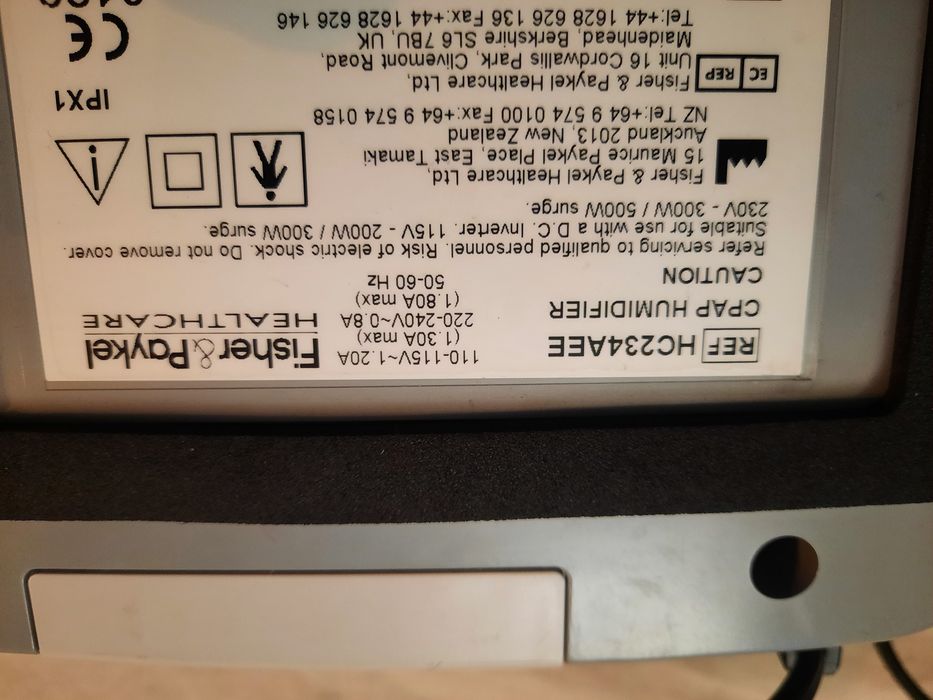 REF HC234AEE
CPAP HUMIDIFIER
110-115V~1.20A
(1.30A max)
220-240V~0.8A
(1.80A max)
50-60 Hz
Fisher&Paykel
HEALTHCARE
CAUTION
Refer servicing to qualified personnel. Risk of electric shock. Do not remove cover.
Suitable for use with a D.C. Inverter. 115V - 200W / 300W surge.
230V - 300W / 500W surge.
Fisher & Paykel Healthcare Ltd,
15 Maurice Paykel Place, East Tamaki
Auckland 2013, New Zealand
NZ Tel:+64 9 574 0100 Fax:+64 9 574 0158
IPX1
EC REP
Fisher & Paykel Healthcare Ltd,
Unit 16 Cordwallis Park, Clivemont Road,
Maidenhead, Berkshire SL6 7BU, UK
Tel:+44 1628 626 136 Fax:+44 1628 626 146
CE